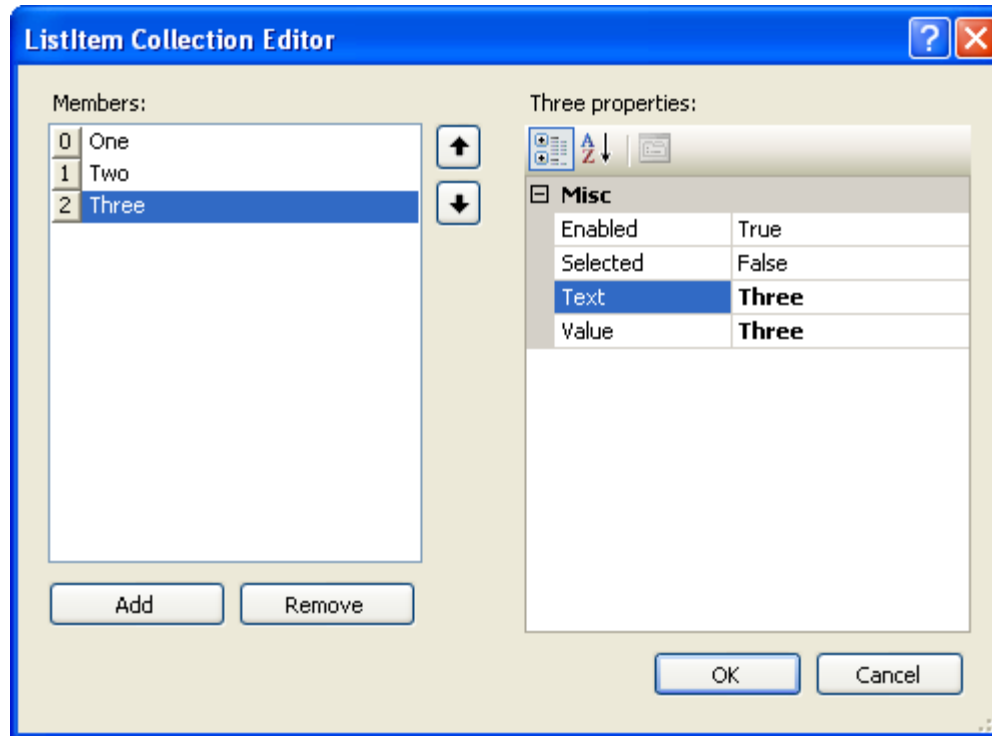 ListItem Collection Editor
Members:
0 One
1 Two
2 Three
Add Remove
Three properties:
Misc
Enabled True
Selected False
Text Three
Value Three
OK Cancel